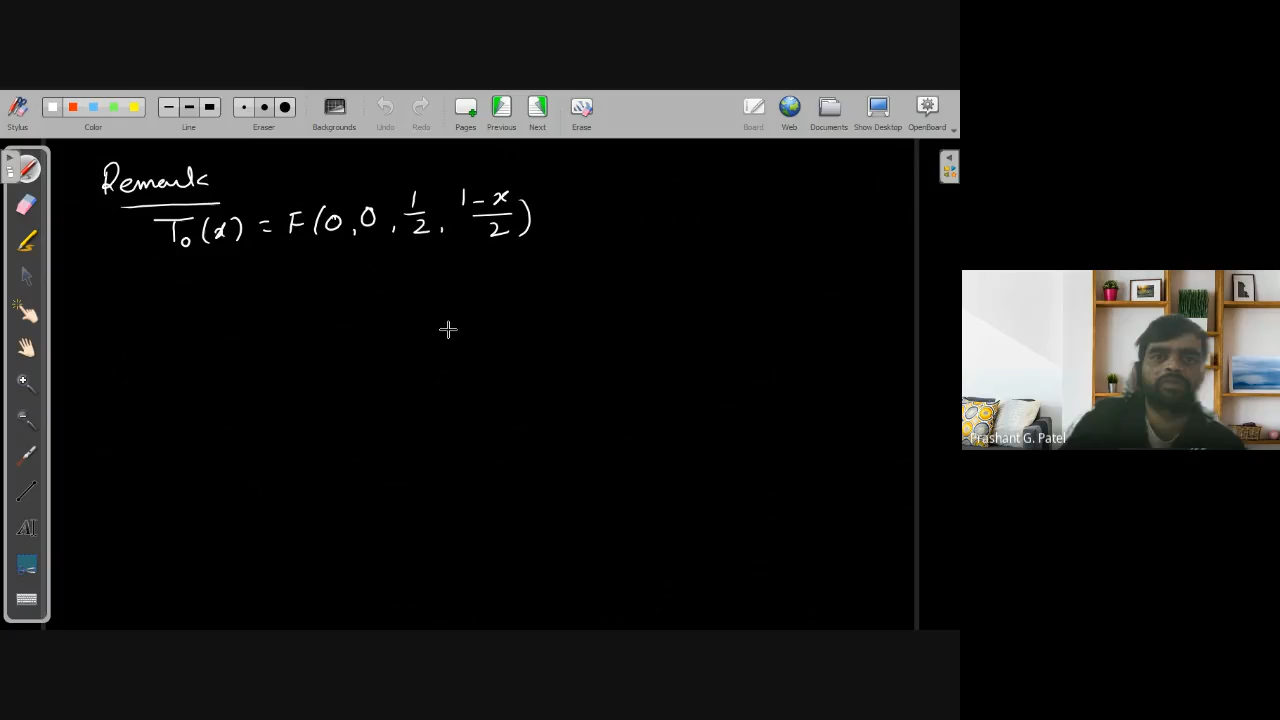 Stylus
Color
Line
Eraser
Backgrounds
Undo
Redo
Pages
Previous
Next
Erase
Board
Web
Documents
Show Desktop
OpenBoard
Remark
T₀(x) = F(0, 0, 1/2, (1-x)/2)
AI
Prashant G. Patel